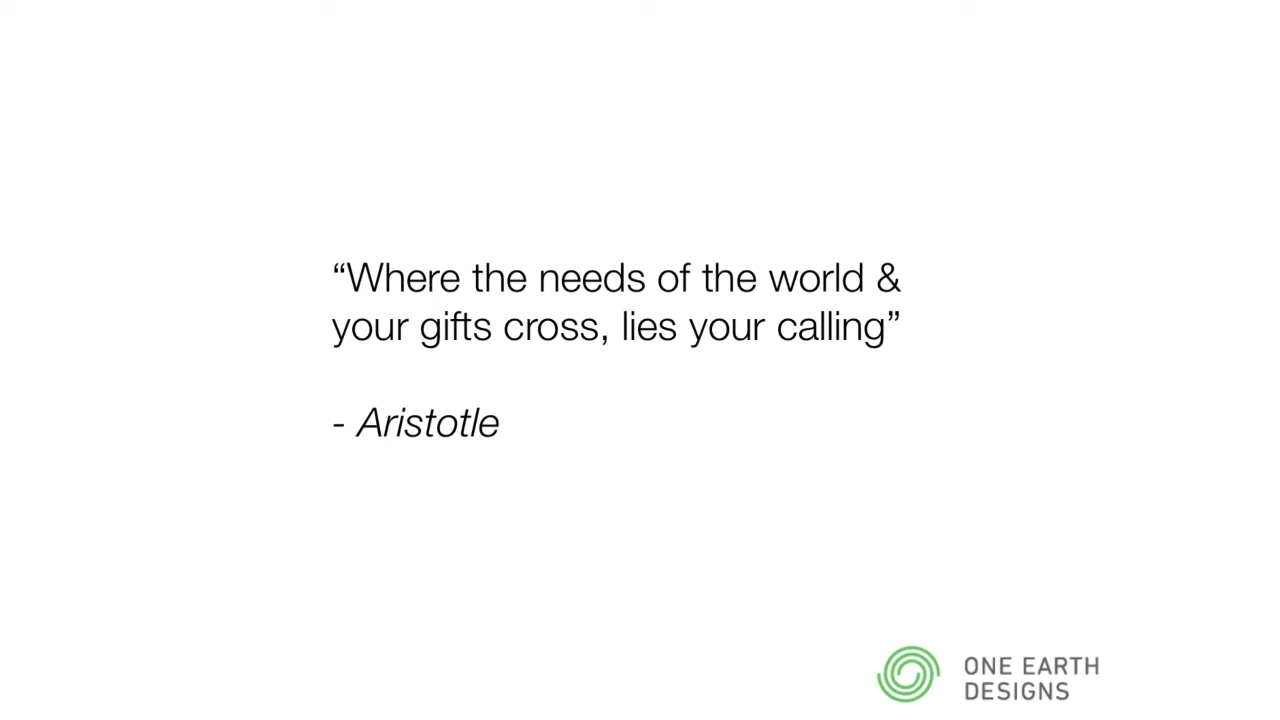 “Where the needs of the world &
your gifts cross, lies your calling”
- Aristotle
ONE EARTH
DESIGNS